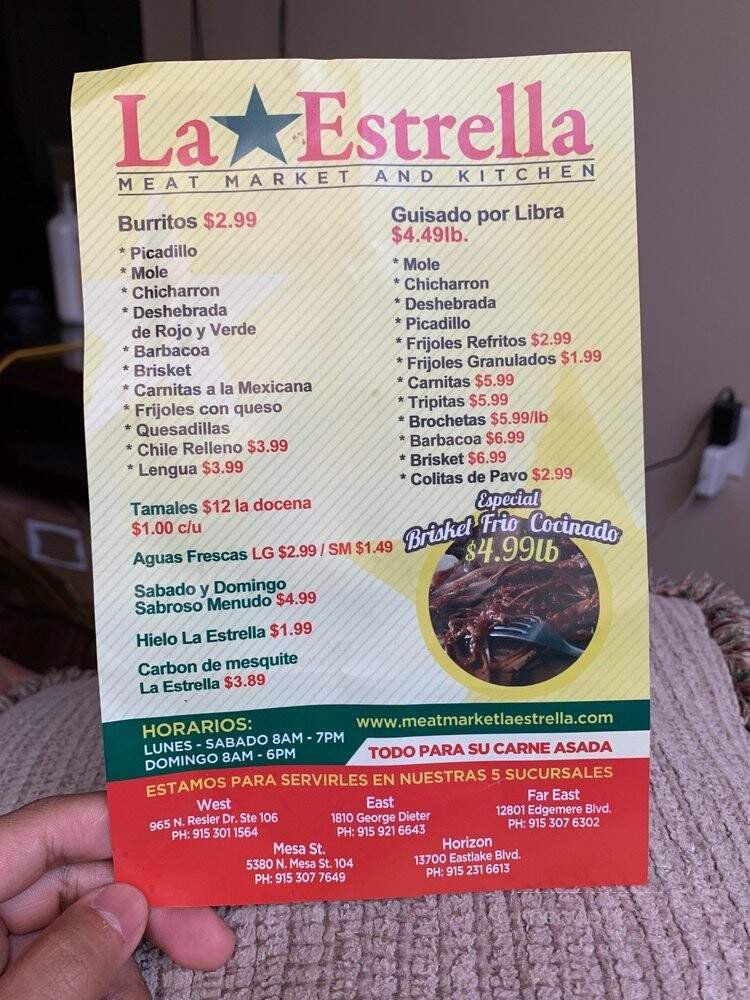 La★Estrella
MEAT MARKET AND KITCHEN
Burritos $2.99
* Picadillo
* Mole
* Chicharron
* Deshebrada
de Rojo y Verde
* Barbacoa
* Brisket
* Carnitas a la Mexicana
* Frijoles con queso
* Quesadillas
* Chile Relleno $3.99
* Lengua $3.99
Tamales $12 la docena
$1.00 c/u
Aguas Frescas LG $2.99 / SM $1.49
Sabado y Domingo
Sabroso Menudo $4.99
Hielo La Estrella $1.99
Carbon de mesquite
La Estrella $3.89
Guisado por Libra
$4.49lb.
* Mole
* Chicharron
* Deshebrada
* Picadillo
* Frijoles Refritos $2.99
* Frijoles Granulados $1.99
* Carnitas $5.99
* Tripitas $5.99
* Brochetas $5.99/lb
* Barbacoa $6.99
* Brisket $6.99
* Colitas de Pavo $2.99
Especial
Brisket Frio Cocinado
$4.99lb
HORARIOS:
LUNES - SABADO 8AM - 7PM
DOMINGO 8AM - 6PM
www.meatmarketlaestrella.com
TODO PARA SU CARNE ASADA
ESTAMOS PARA SERVIRLES EN NUESTRAS 5 SUCURSALES
West
965 N. Resler Dr. Ste 106
PH: 915 301 1564
East
1810 George Dieter
PH: 915 921 6643
Far East
12801 Edgemere Blvd.
PH: 915 307 6302
Mesa St.
5380 N. Mesa St. 104
PH: 915 307 7649
Horizon
13700 Eastlake Blvd.
PH: 915 231 6613